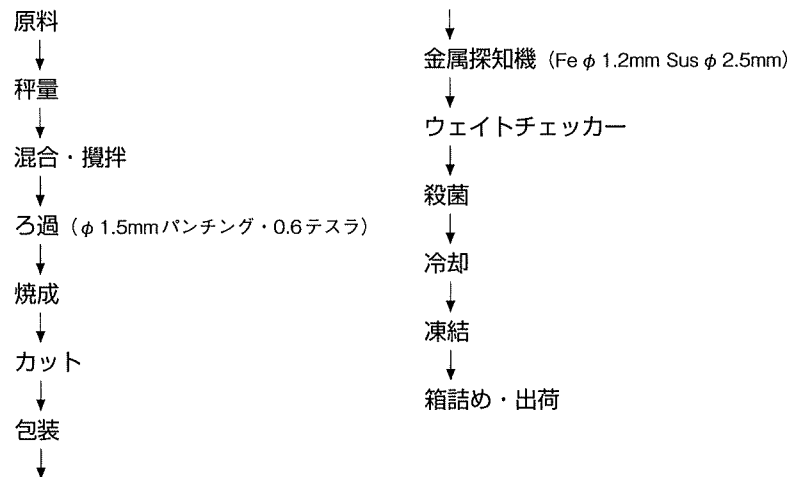 原料
秤量
混合・攪拌
ろ過（φ1.5mmパンチング・0.6テスラ）
焼成
カット
包装
金属探知機（Fe φ 1.2mm Sus φ 2.5mm）
ウェイトチェッカー
殺菌
冷却
凍結
箱詰め・出荷